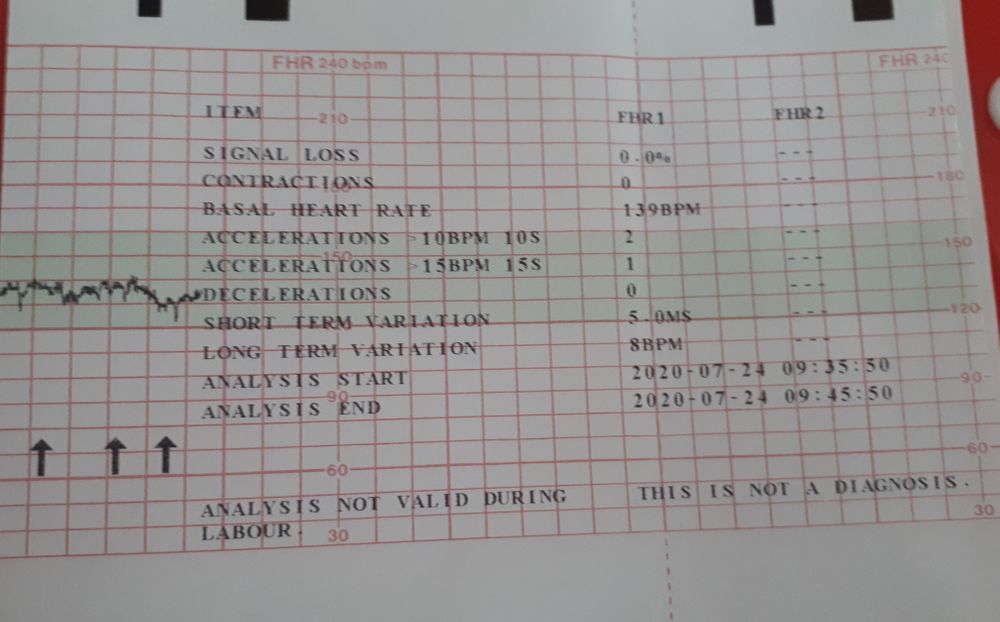 FHR 240 bpm FHR 240
ITEM 210 FHR1 FHR2 210
SIGNAL LOSS 0.0% ---
CONTRACTIONS 0 --- 180
BASAL HEART RATE 139BPM ---
ACCELERATIONS >10BPM 10S 2 --- 150
ACCELERATIONS >15BPM 15S 1 ---
150
DECELERATIONS 0 ---
SHORT TERM VARIATION 5.0MS --- 120
LONG TERM VARIATION 8BPM ---
ANALYSIS START 2020-07-24 09:35:50 90
90
ANALYSIS END 2020-07-24 09:45:50
60 60
ANALYSIS NOT VALID DURING THIS IS NOT A DIAGNOSIS.
LABOUR. 30 30